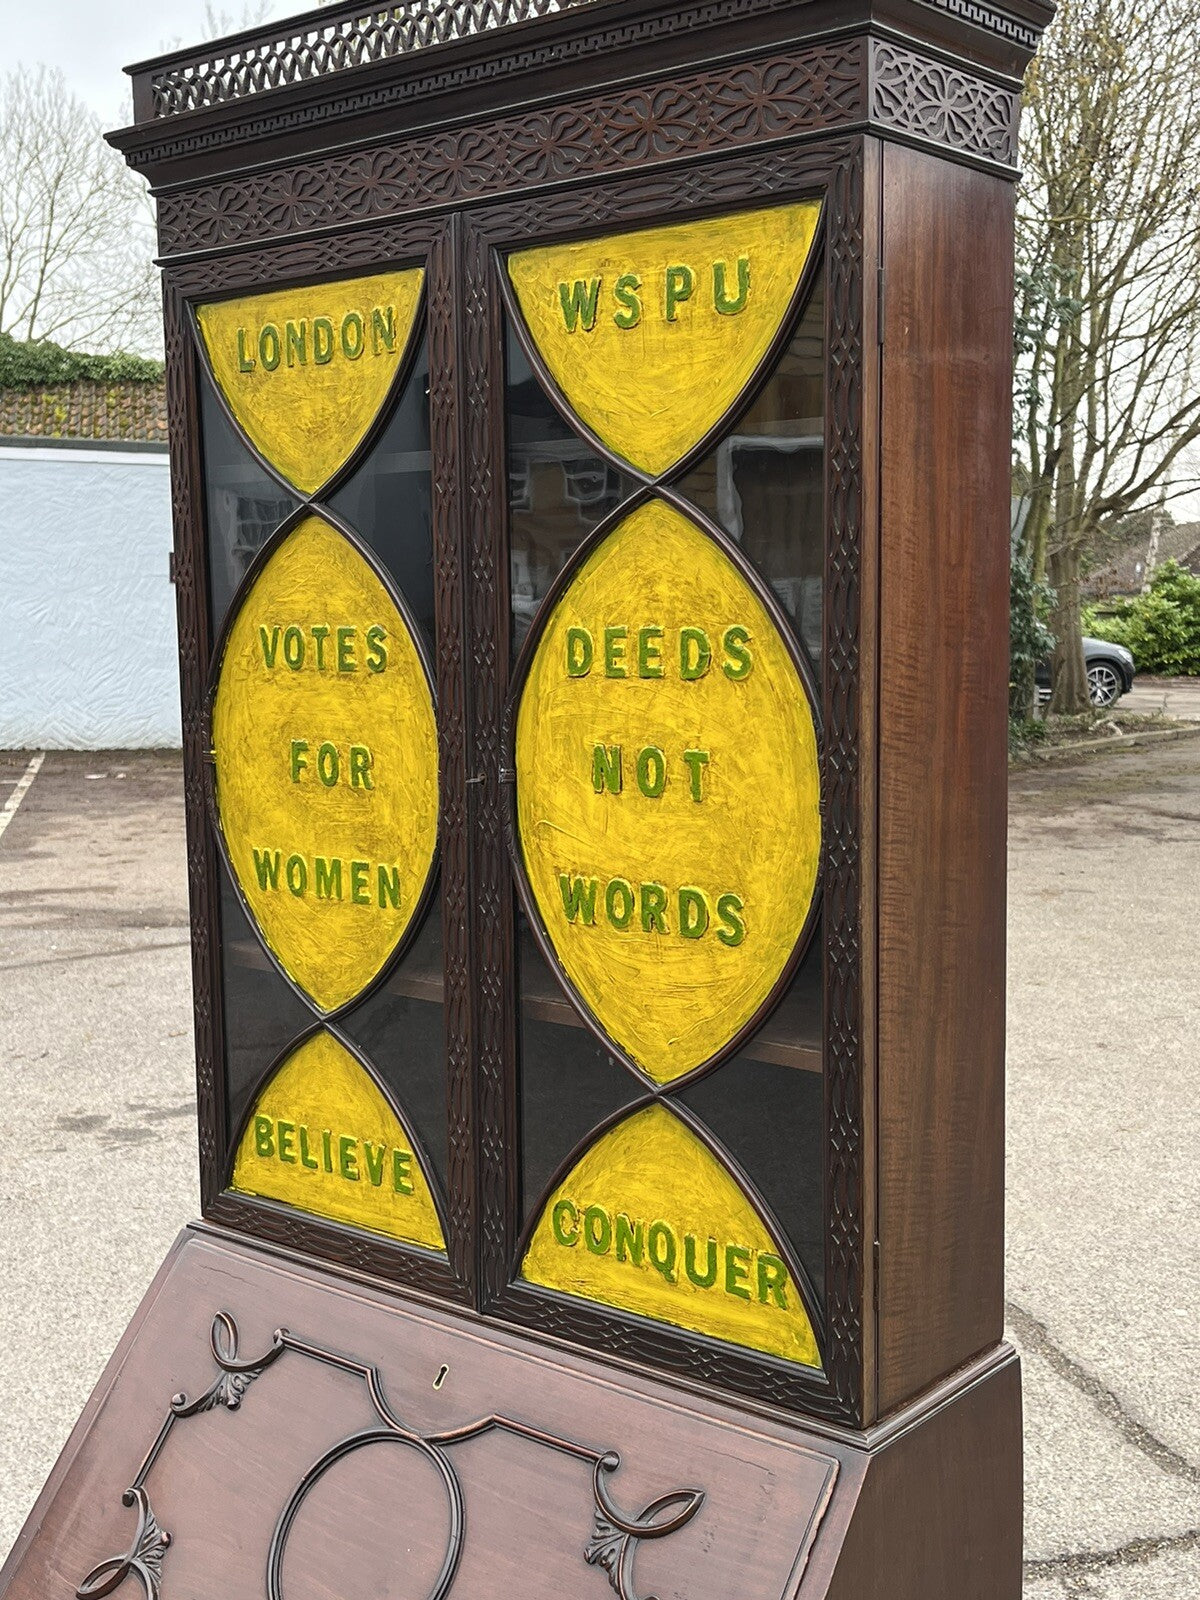 LONDON
VOTES
FOR
WOMEN
BELIEVE
WSPU
DEEDS
NOT
WORDS
CONQUER